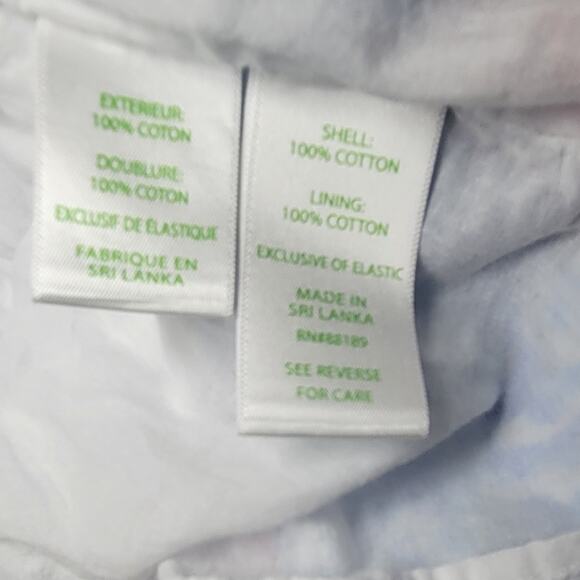 EXTERIEUR:
100% COTON
DOUBLURE:
100% COTON
EXCLUSIF DE ÉLASTIQUE
FABRIQUE EN
SRI LANKA
SHELL:
100% COTTON
LINING:
100% COTTON
EXCLUSIVE OF ELASTIC
MADE IN
SRI LANKA
RN#88189
SEE REVERSE
FOR CARE